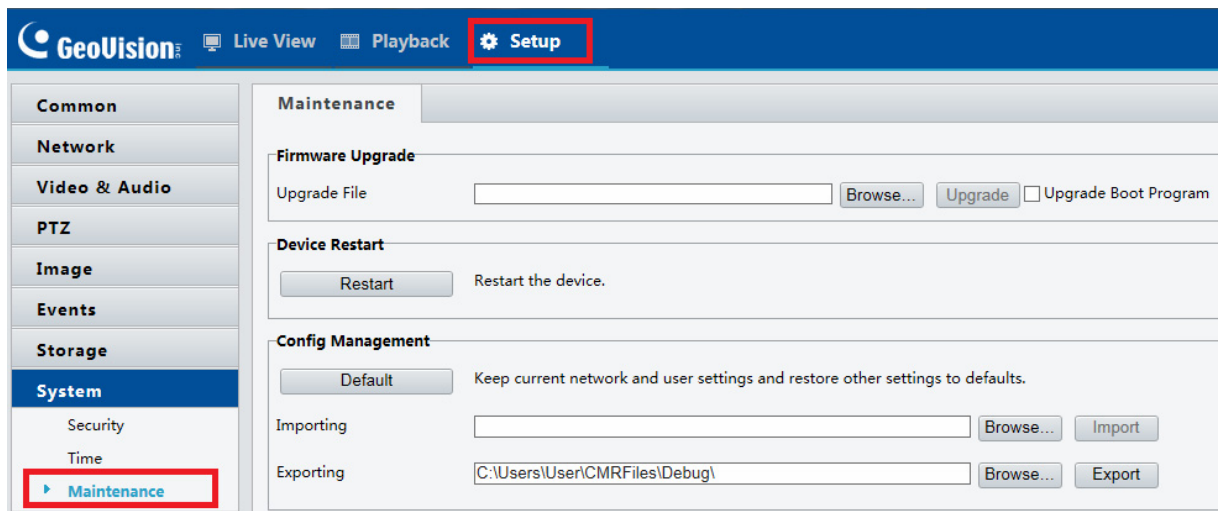 GeoVision
Live View
Playback
Setup
Common
Network
Video & Audio
PTZ
Image
Events
Storage
System
Security
Time
Maintenance
Maintenance
Firmware Upgrade
Upgrade File Browse... Upgrade Upgrade Boot Program
Device Restart
Restart Restart the device.
Config Management
Default Keep current network and user settings and restore other settings to defaults.
Importing Browse... Import
Exporting C:\Users\User\CMRFiles\Debug\ Browse... Export